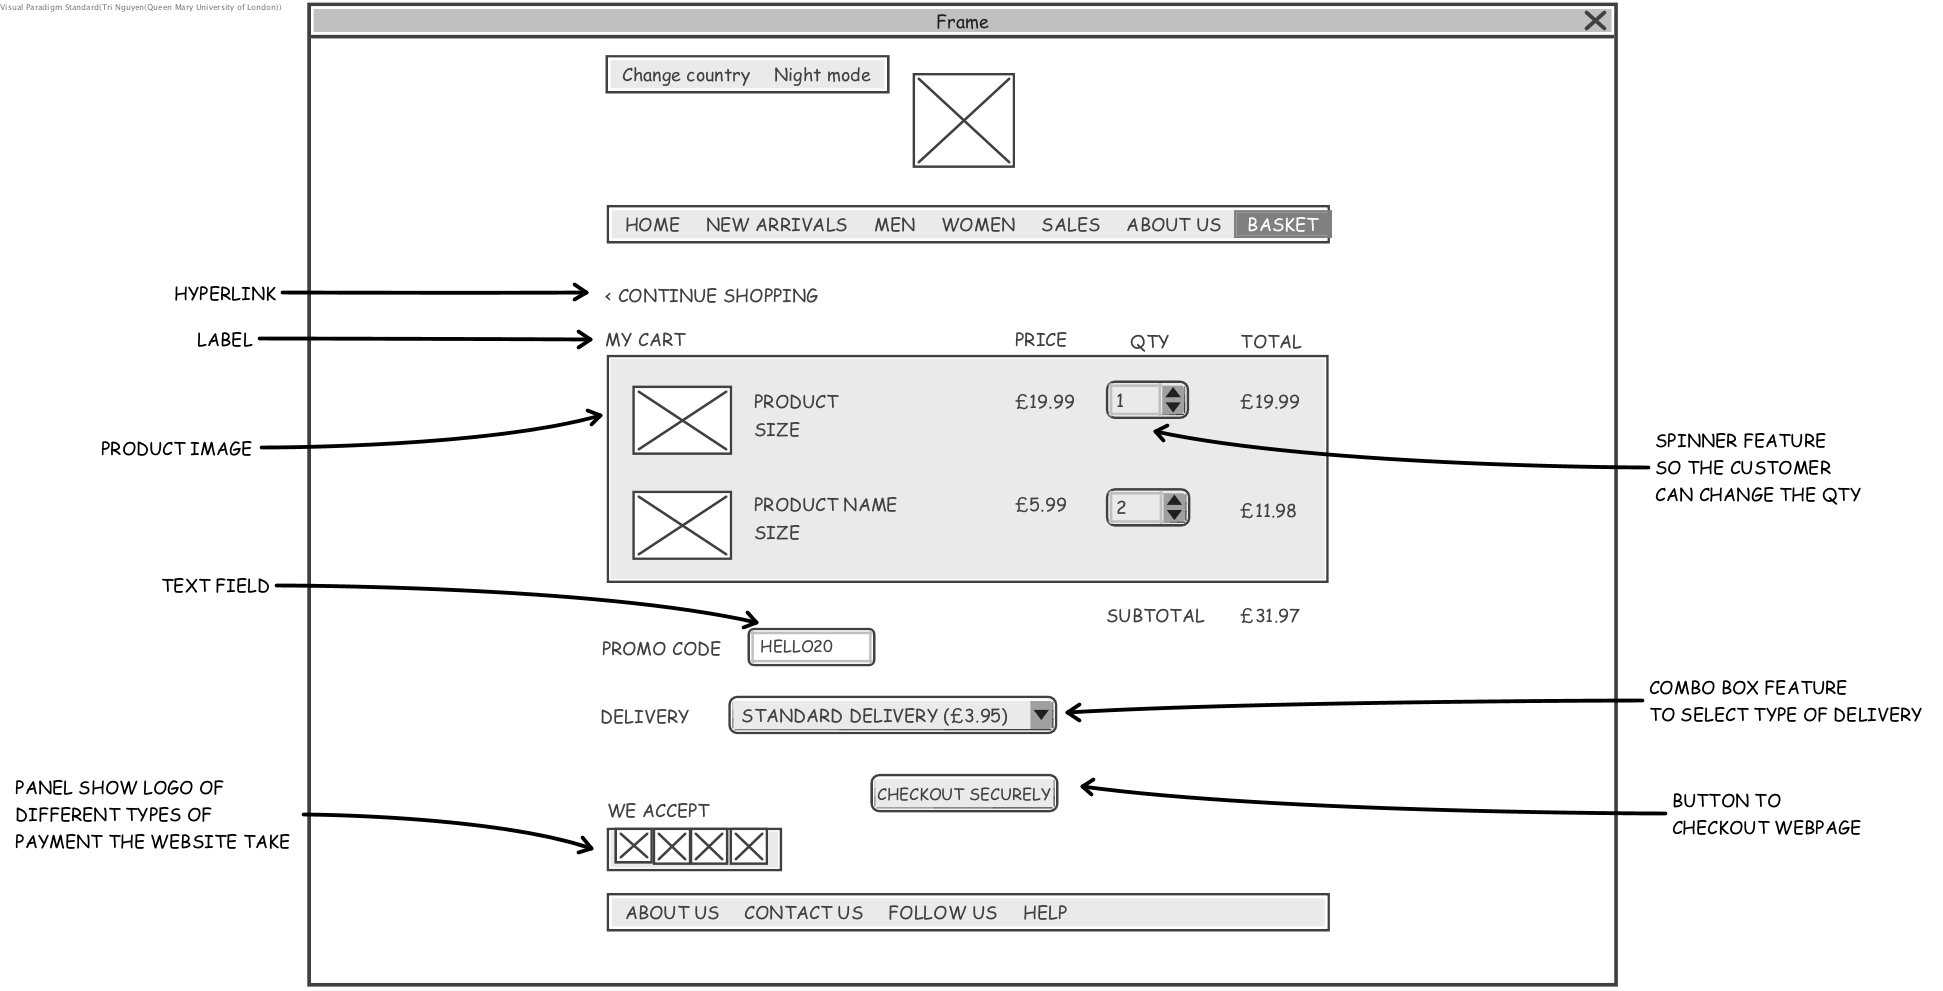 Visual Paradigm Standard(Tri Nguyen(Queen Mary University of London))
Frame
Change country Night mode
HOME NEW ARRIVALS MEN WOMEN SALES ABOUT US BASKET
HYPERLINK
< CONTINUE SHOPPING
LABEL
MY CART PRICE QTY TOTAL
PRODUCT £19.99 1 £19.99
SIZE
PRODUCT IMAGE
SPINNER FEATURE
SO THE CUSTOMER
CAN CHANGE THE QTY
PRODUCT NAME £5.99 2 £11.98
SIZE
TEXT FIELD
SUBTOTAL £31.97
PROMO CODE HELLO20
COMBO BOX FEATURE
TO SELECT TYPE OF DELIVERY
DELIVERY STANDARD DELIVERY (£3.95)
PANEL SHOW LOGO OF
DIFFERENT TYPES OF
PAYMENT THE WEBSITE TAKE
CHECKOUT SECURELY
BUTTON TO
CHECKOUT WEBPAGE
WE ACCEPT
ABOUT US CONTACT US FOLLOW US HELP